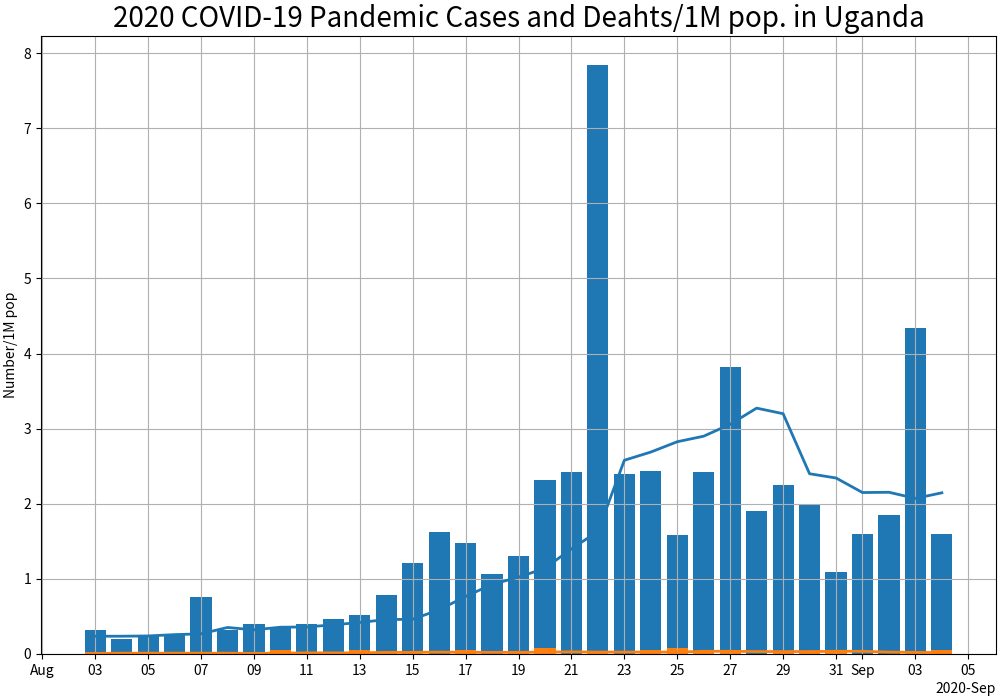 2020 COVID-19 Pandemic Cases and Deahts/1M pop. in Uganda
Number/1M pop
8
7
6
5
4
3
2
1
0
Aug 03 05 07 09 11 13 15 17 19 21 23 25 27 29 31 Sep 03 05
2020-Sep